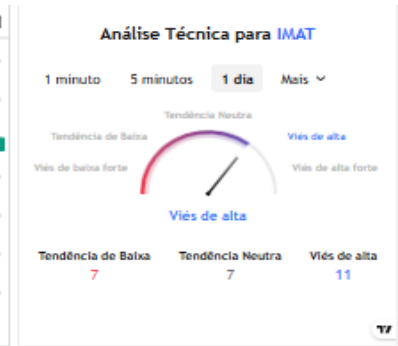 Análise Técnica para IMAT
1 minuto 5 minutos 1 dia Mais
Tendência Neutra
Tendência de Baixa Viés de alta
Viés de baixa forte Viés de alta forte
Viés de alta
Tendência de Baixa Tendência Neutra Viés de alta
7 7 11